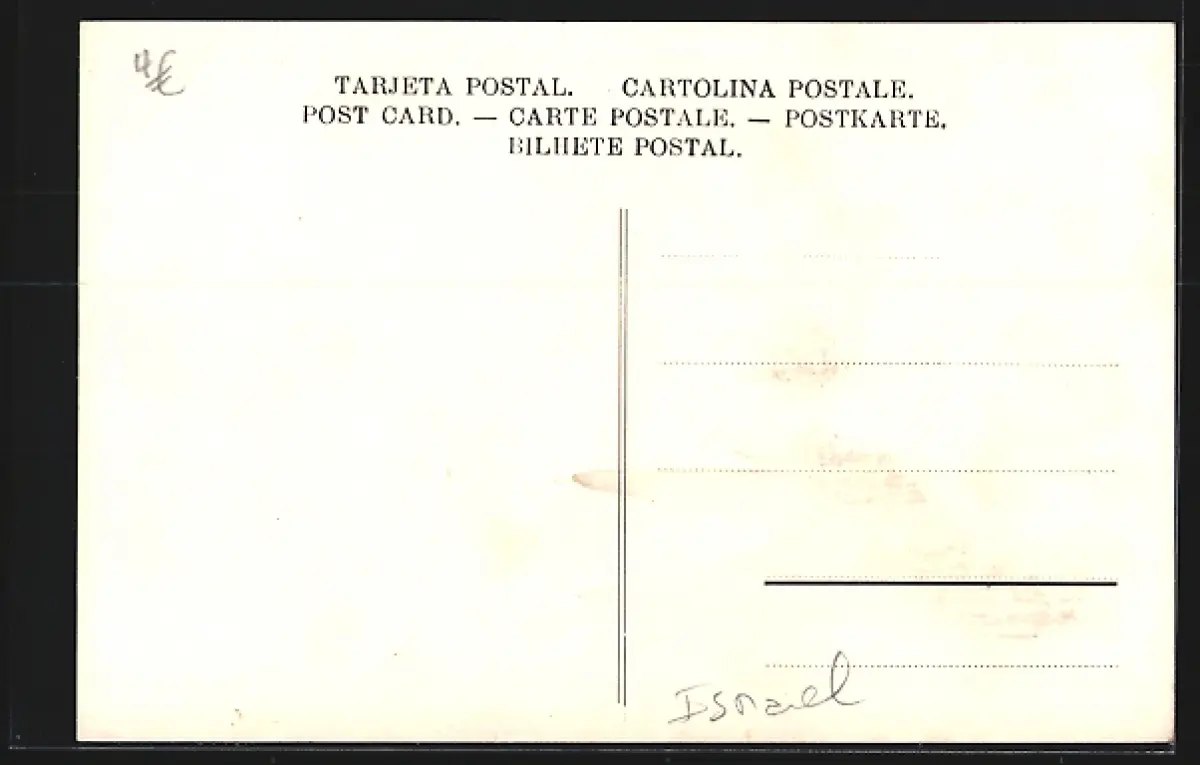 4€
TARJETA POSTAL. CARTOLINA POSTALE.
POST CARD. — CARTE POSTALE. — POSTKARTE.
BILHETE POSTAL.
Israel